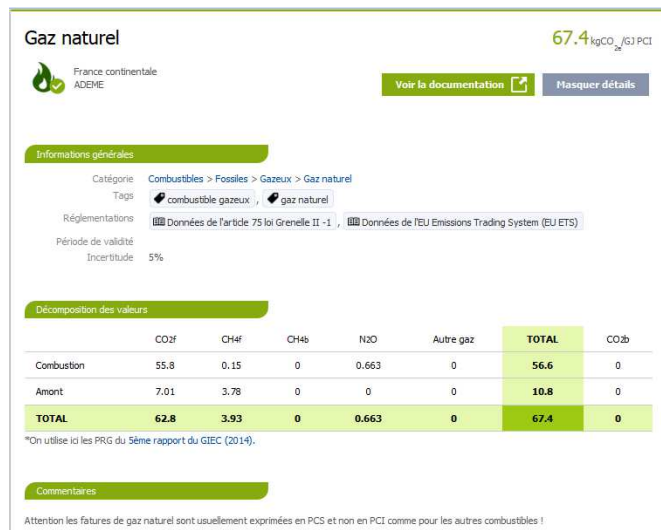 Gaz naturel
67.4 kgCO2e/GJ PCI
France continentale
ADEME
Voir la documentation
Masquer détails
Informations générales
Catégorie Combustibles > Fossiles > Gazeux > Gaz naturel
Tags combustible gazeux , gaz naturel
Réglementations Données de l'article 75 loi Grenelle II -1 , Données de l'EU Emissions Trading System (EU ETS)
Période de validité
Incertitude 5%
Décomposition des valeurs
CO2f CH4f CH4b N2O Autre gaz TOTAL CO2b
Combustion 55.8 0.15 0 0.663 0 56.6 0
Amont 7.01 3.78 0 0 0 10.8 0
TOTAL 62.8 3.93 0 0.663 0 67.4 0
*On utilise ici les PRG du 5ème rapport du GIEC (2014).
Commentaires
Attention les fatures de gaz naturel sont usuellement exprimées en PCS et non en PCI comme pour les autres combustibles !